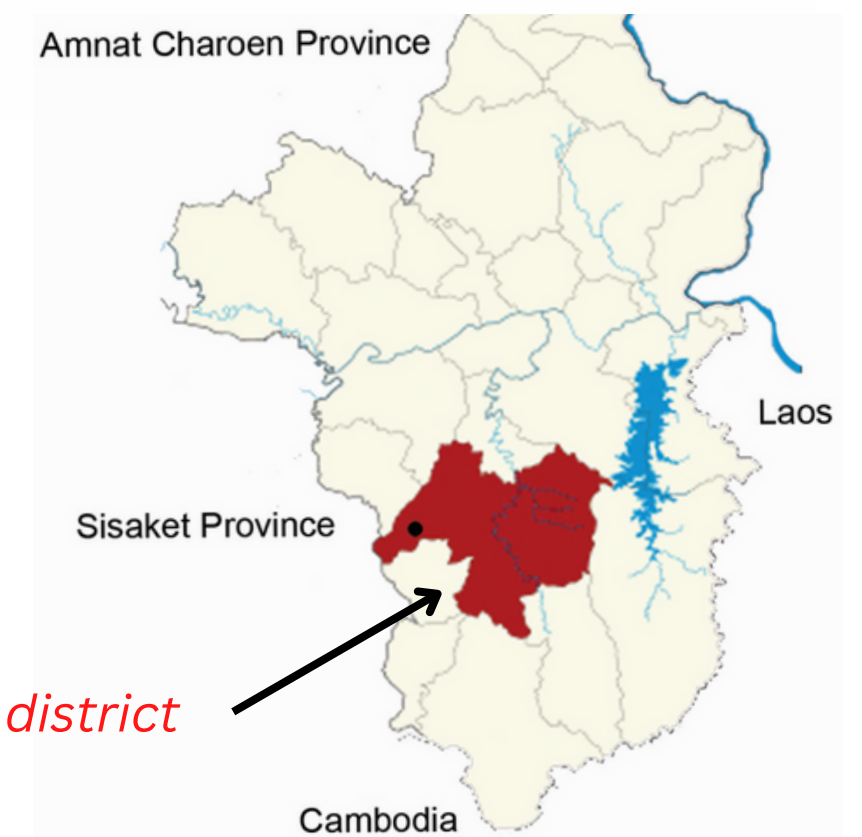 Amnat Charoen Province
Laos
Sisaket Province
district
Cambodia